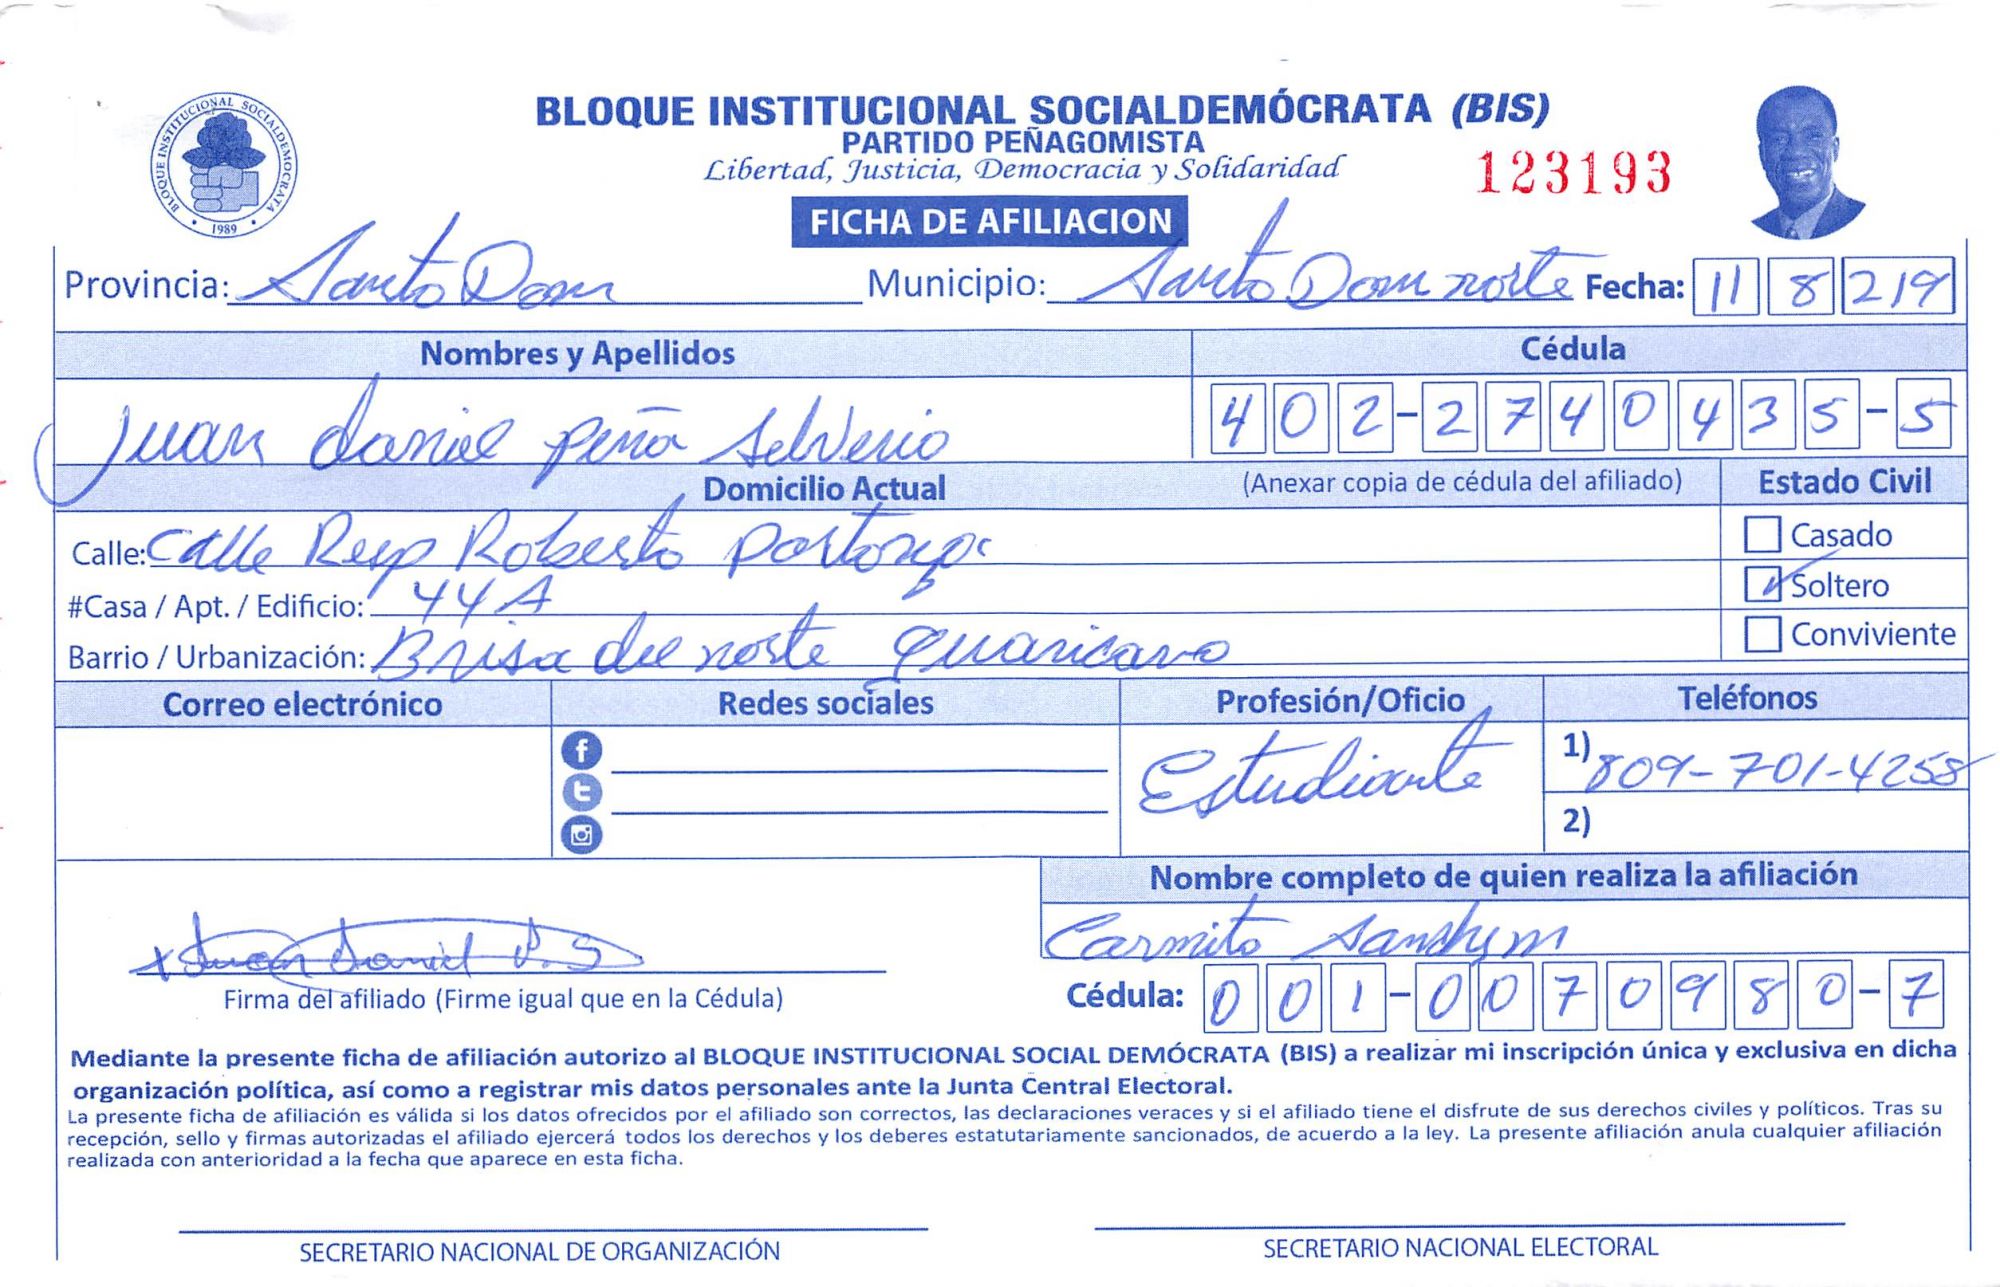 BLOQUE INSTITUCIONAL SOCIALDEMÓCRATA
1989
BLOQUE INSTITUCIONAL SOCIALDEMÓCRATA (BIS)
PARTIDO PEÑAGOMISTA
Libertad, Justicia, Democracia y Solidaridad
123193
FICHA DE AFILIACION
Provincia: Santo Dom Municipio: Santo Dom norte Fecha: 11 8 219
Nombres y Apellidos Cédula
Juan daniel peña selverio 402-2740435-5
Domicilio Actual (Anexar copia de cédula del afiliado) Estado Civil
Calle: Calle Resp Roberto Casado
#Casa / Apt. / Edificio: 44A Soltero
Barrio / Urbanización: Brisa del norte guaricano Conviviente
Correo electrónico Redes sociales Profesión/Oficio Teléfonos
Estudiante 1) 809-701-4258
2)
Nombre completo de quien realiza la afiliación
Carmito
x Juan Daniel P. S
Firma del afiliado (Firme igual que en la Cédula) Cédula: 001-0070980-7
Mediante la presente ficha de afiliación autorizo al BLOQUE INSTITUCIONAL SOCIAL DEMÓCRATA (BIS) a realizar mi inscripción única y exclusiva en dicha
organización política, así como a registrar mis datos personales ante la Junta Central Electoral.
La presente ficha de afiliación es válida si los datos ofrecidos por el afiliado son correctos, las declaraciones veraces y si el afiliado tiene el disfrute de sus derechos civiles y políticos. Tras su
recepción, sello y firmas autorizadas el afiliado ejercerá todos los derechos y los deberes estatutariamente sancionados, de acuerdo a la ley. La presente afiliación anula cualquier afiliación
realizada con anterioridad a la fecha que aparece en esta ficha.
SECRETARIO NACIONAL DE ORGANIZACIÓN SECRETARIO NACIONAL ELECTORAL